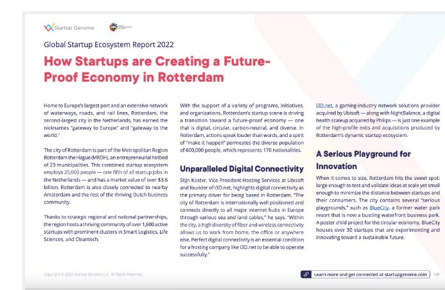 Startup Genome
Global Startup Ecosystem Report 2022
How Startups are Creating a Future-
Proof Economy in Rotterdam
Home to Europe's largest port and an extensive network
of waterways, roads, and rail lines, Rotterdam, the
second-largest city in the Netherlands, has earned the
nicknames "gateway to Europe" and "gateway to the
world."
The city of Rotterdam is part of the Metropolitan Region
Rotterdam the Hague (MRDH), an entrepreneurial hotbed
of 23 municipalities. This combined startup ecosystem
employs 25,000 people — one fifth of all startup jobs in
the Netherlands — and has a market value of over $3.6
billion. Rotterdam is also closely connected to nearby
Amsterdam and the rest of the thriving Dutch business
community.
Thanks to strategic regional and national partnerships,
the region hosts a thriving community of over 1,600 active
startups with prominent clusters in Smart Logistics, Life
Sciences, and Cleantech.
With the support of a variety of programs, initiatives,
and organizations, Rotterdam's startup scene is driving
a transition toward a future-proof economy — one
that is digital, circular, carbon-neutral, and diverse. In
Rotterdam, actions speak louder than words, and a spirit
of "make it happen" permeates the diverse population
of 600,000 people, which represents 170 nationalities.
Unparalleled Digital Connectivity
Stijn Koster, Vice President Hosting Services at Ubisoft
and founder of i3D.net, highlights digital connectivity as
the primary driver for being based in Rotterdam. "The
city of Rotterdam is internationally well positioned and
connects directly to all major internet hubs in Europe
through various sea and land cables," he says. "Within
the city, a high diversity of fiber and wireless connectivity
allows us to work from home, the office or anywhere
else. Perfect digital connectivity is an essential condition
for a hosting company like i3D.net to be able to operate
successfully."
i3D.net, a gaming-industry network solutions provider
acquired by Ubisoft — along with NightBalance, a digital
health scaleup acquired by Philips — is just one example
of the high-profile exits and acquisitions produced by
Rotterdam's dynamic startup ecosystem.
A Serious Playground for
Innovation
When it comes to size, Rotterdam hits the sweet spot:
large enough to test and validate ideas at scale yet small
enough to minimize the distance between startups and
their consumers. The city contains several "serious
playgrounds," such as BlueCity, a former water park
resort that is now a bustling waterfront business park.
A poster child project for the circular economy, BlueCity
houses over 30 startups that are experimenting and
innovating toward a sustainable future.
Copyright © 2022 Startup Genome LLC. All Rights Reserved.
Learn more and get connected at startupgenome.com